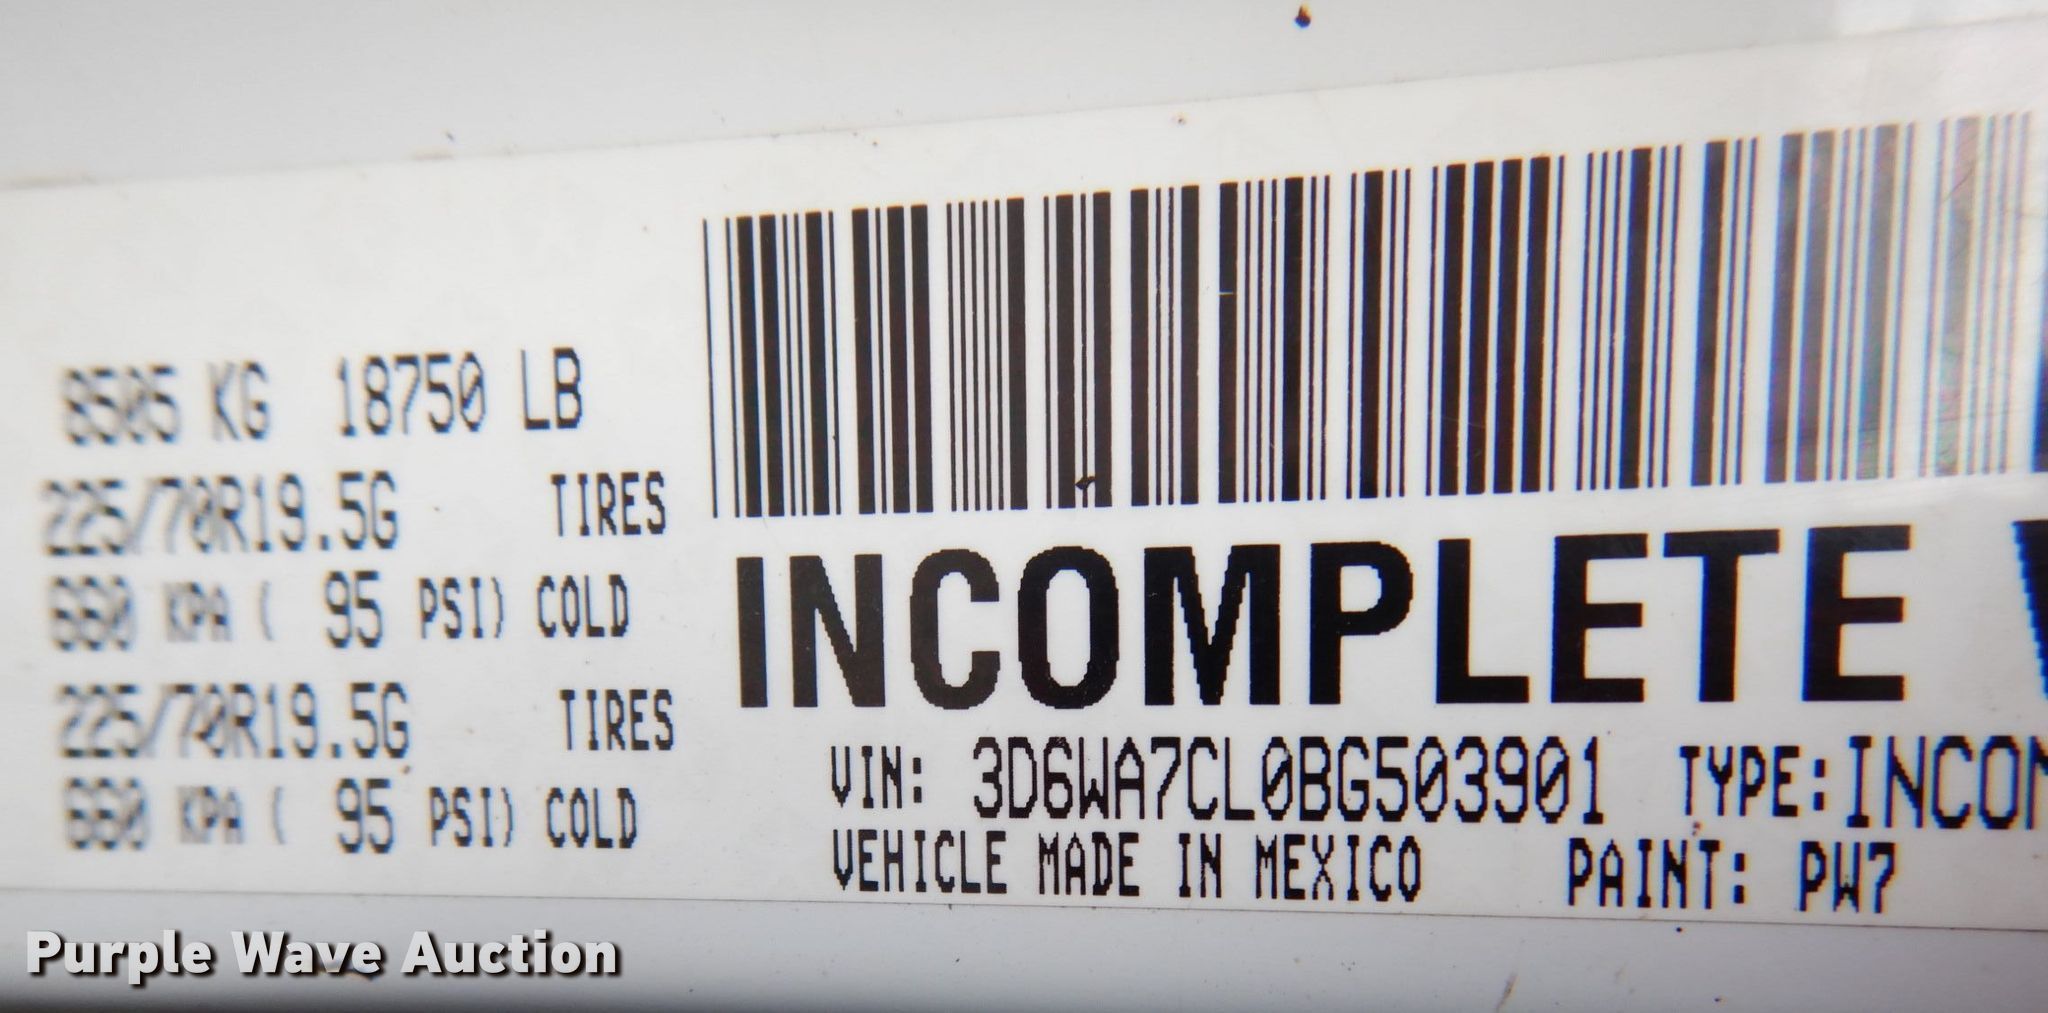 8505 KG 18750 LB
225/70R19.5G TIRES
660 KPA ( 95 PSI) COLD
225/70R19.5G TIRES
660 KPA ( 95 PSI) COLD
INCOMPLETE V
VIN: 3D6WA7CL0BG503901 TYPE: INCOM
VEHICLE MADE IN MEXICO PAINT: PW7
Purple Wave Auction